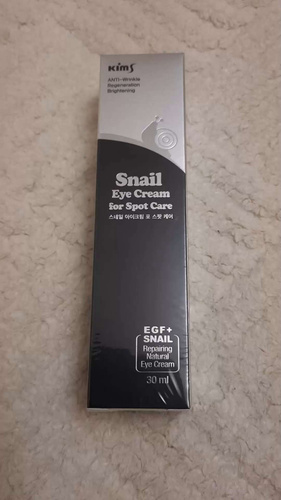 KIMS
ANTI-Wrinkle
Regeneration
Brightening
Snail
Eye Cream
for Spot Care
스네일 아이크림 포 스팟 케어
EGF+
SNAIL
Repairing
Natural
Eye Cream
30 ml